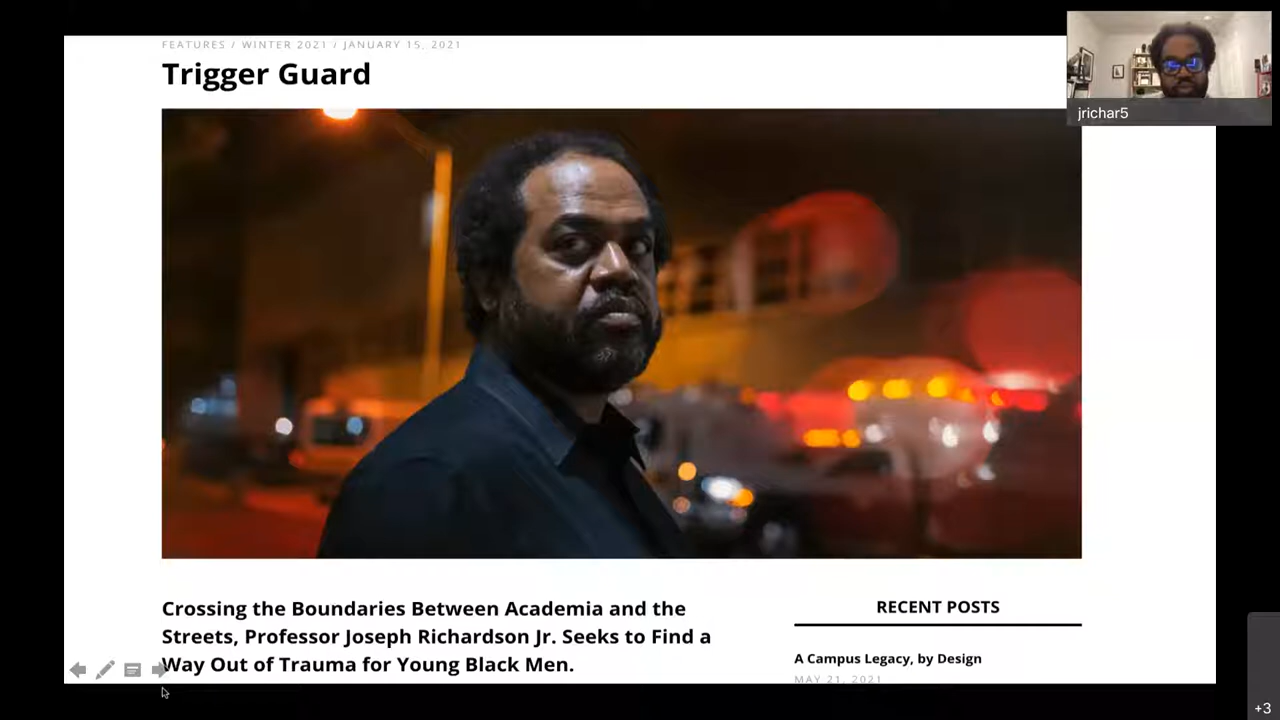 FEATURES / WINTER 2021 / JANUARY 15, 2021
Trigger Guard
jrichar5
Crossing the Boundaries Between Academia and the
Streets, Professor Joseph Richardson Jr. Seeks to Find a
Way Out of Trauma for Young Black Men.
RECENT POSTS
A Campus Legacy, by Design
MAY 21, 2021
+3